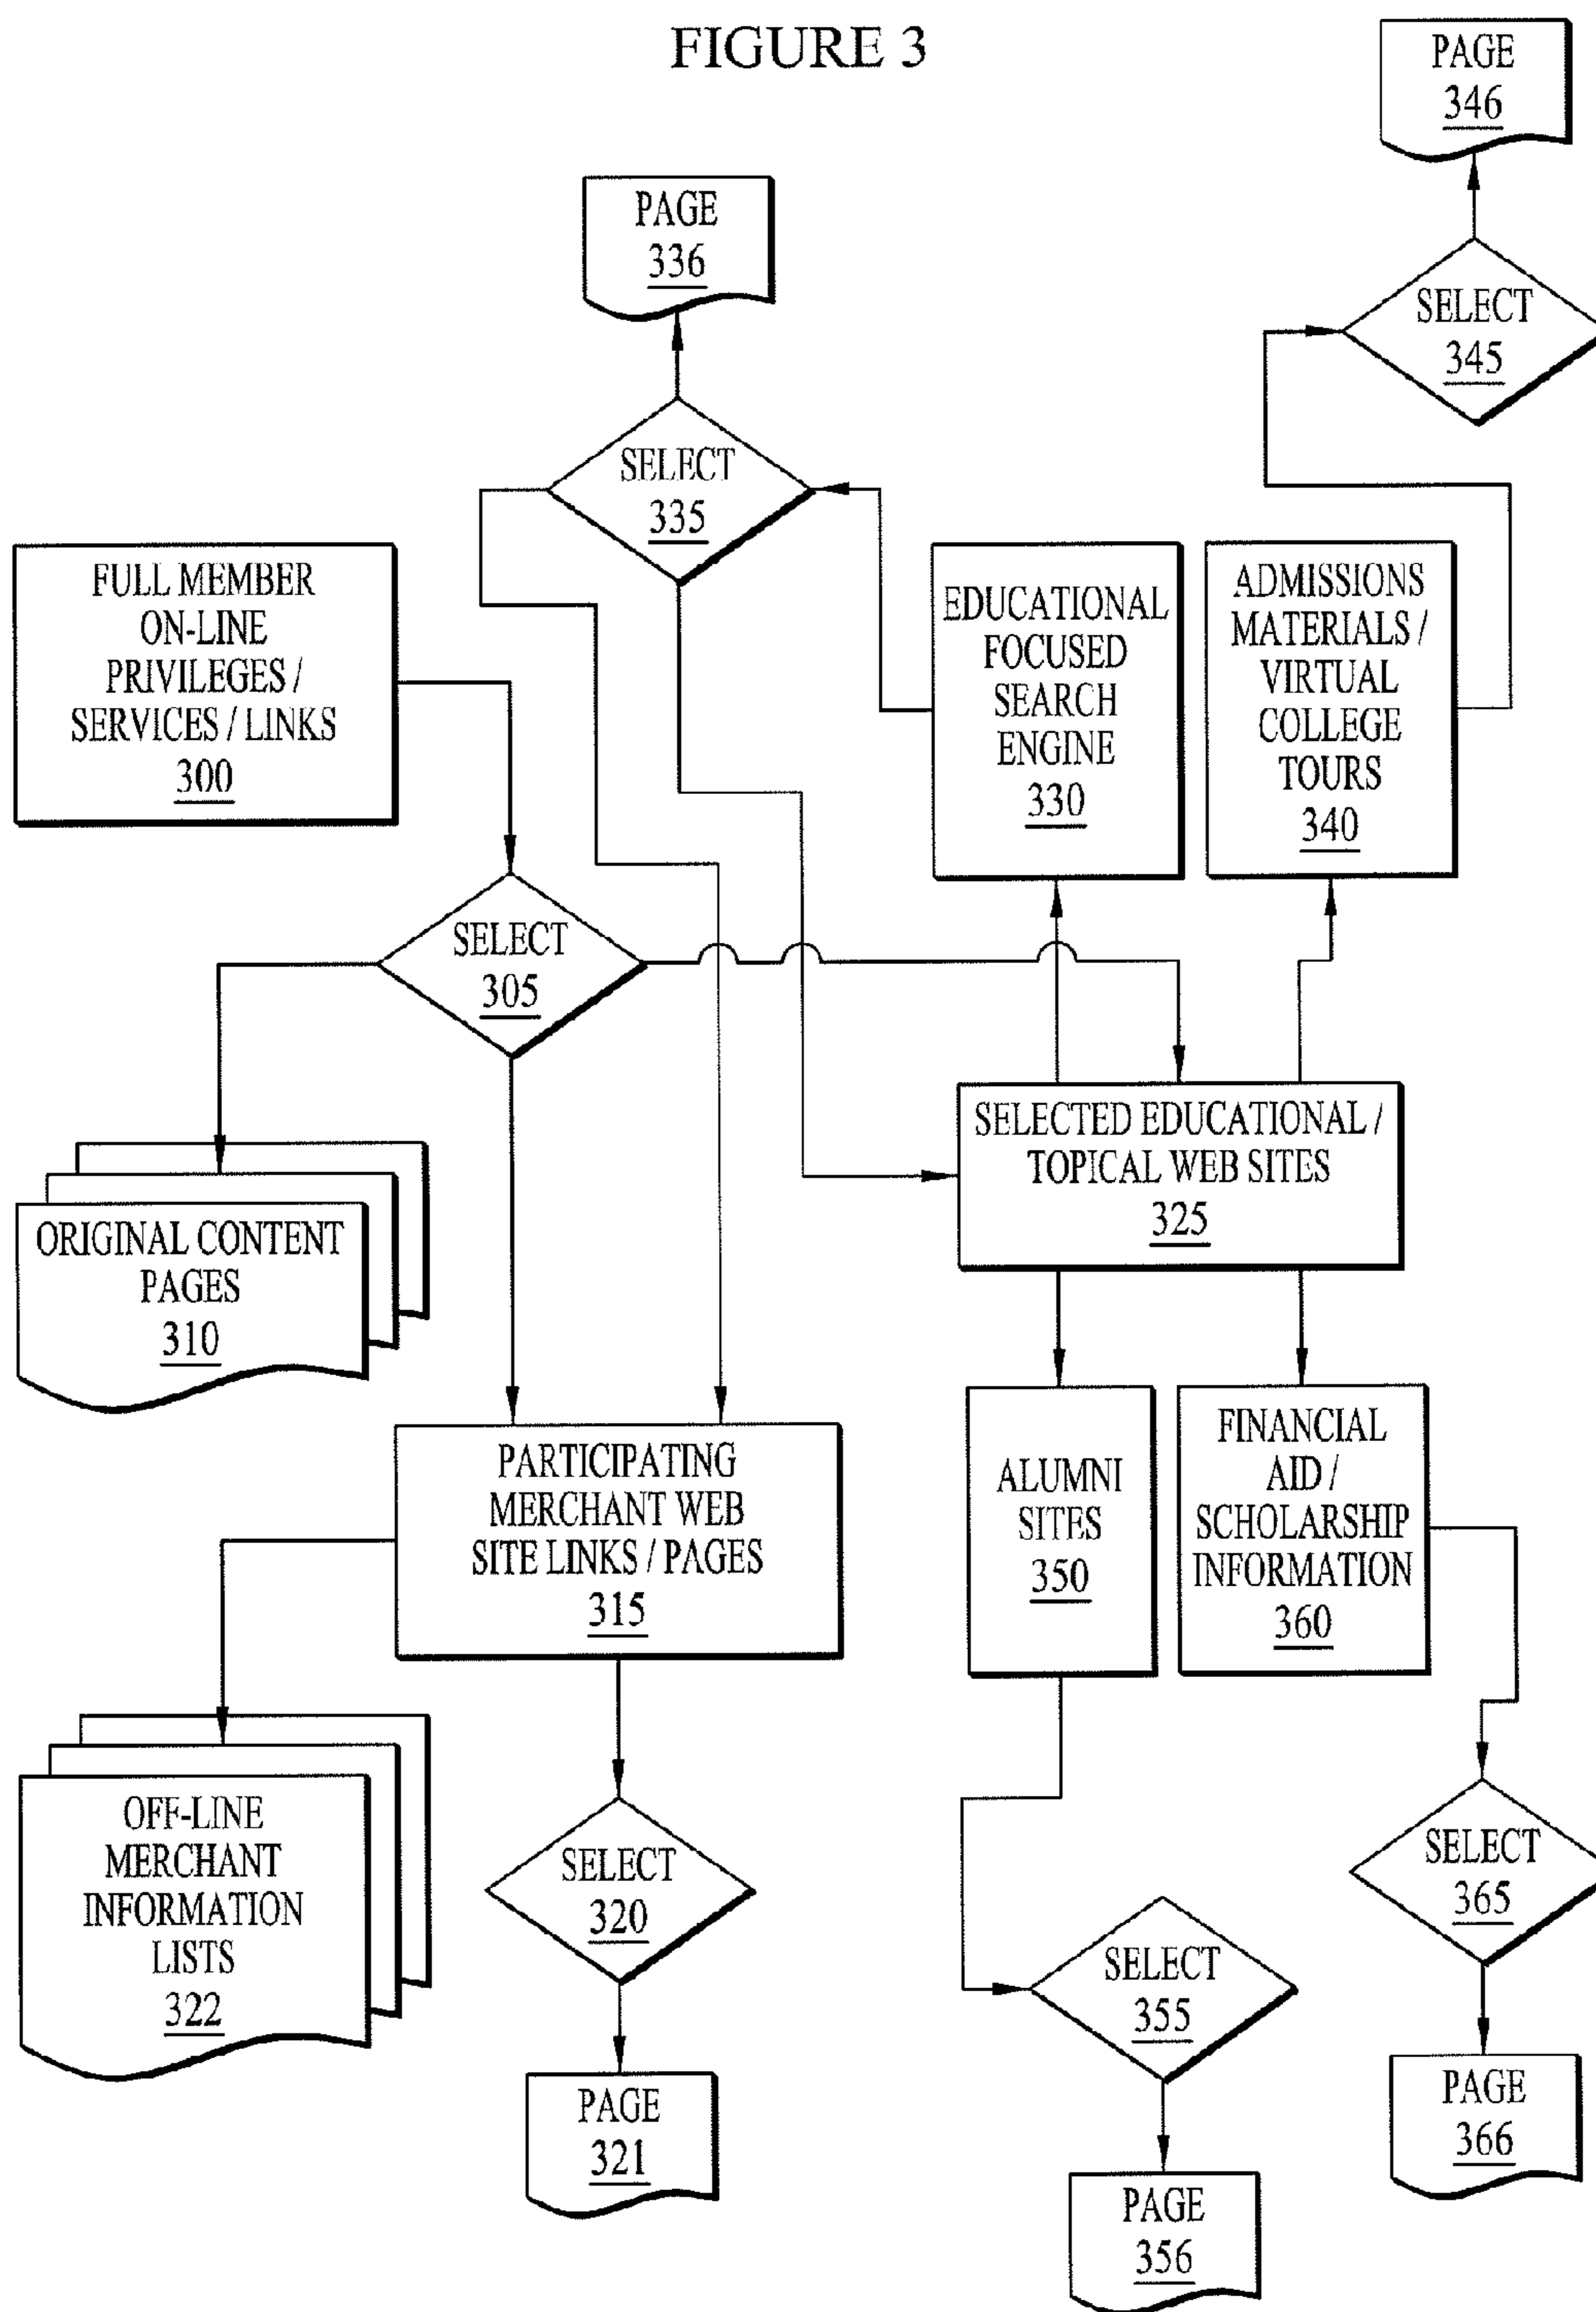 FIGURE 3
PAGE
346
PAGE
336
SELECT
345
SELECT
335
FULL MEMBER
ON-LINE
PRIVILEGES /
SERVICES / LINKS
300
EDUCATIONAL
FOCUSED
SEARCH
ENGINE
330
ADMISSIONS
MATERIALS /
VIRTUAL
COLLEGE
TOURS
340
SELECT
305
SELECTED EDUCATIONAL /
TOPICAL WEB SITES
325
ORIGINAL CONTENT
PAGES
310
PARTICIPATING
MERCHANT WEB
SITE LINKS / PAGES
315
ALUMNI
SITES
350
FINANCIAL
AID /
SCHOLARSHIP
INFORMATION
360
OFF-LINE
MERCHANT
INFORMATION
LISTS
322
SELECT
320
SELECT
365
SELECT
355
PAGE
321
PAGE
366
PAGE
356